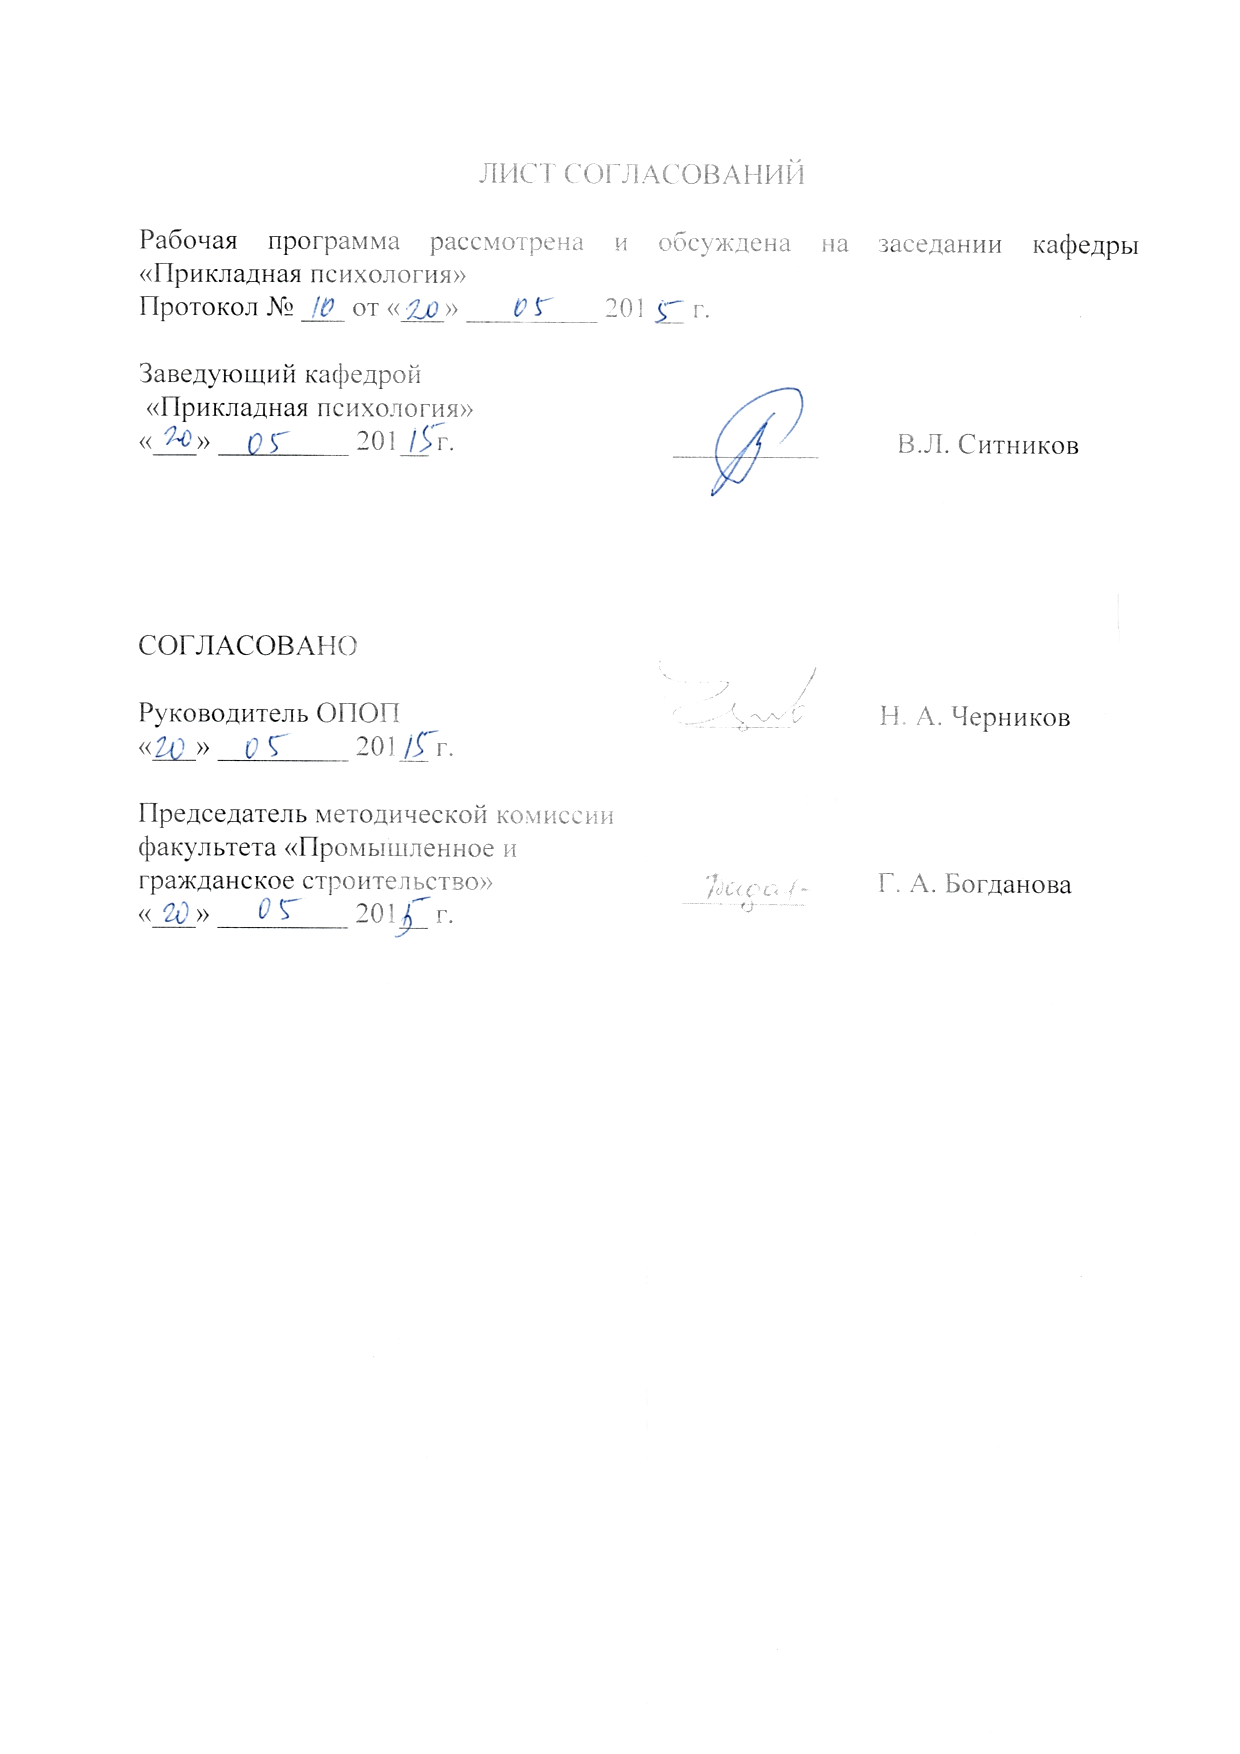 ЛИСТ СОГЛАСОВАНИЙ
Рабочая программа рассмотрена и обсуждена на заседании кафедры
«Прикладная психология»
Протокол № 10 от «20» 05 2015 г.
Заведующий кафедрой
«Прикладная психология»
«20» 05 20115г. В.Л. Ситников
СОГЛАСОВАНО
Руководитель ОПОП Н. А. Черников
«20» 05 20115 г.
Председатель методической комиссии
факультета «Промышленное и
гражданское строительство» Г. А. Богданова
«20» 05 2015 г.